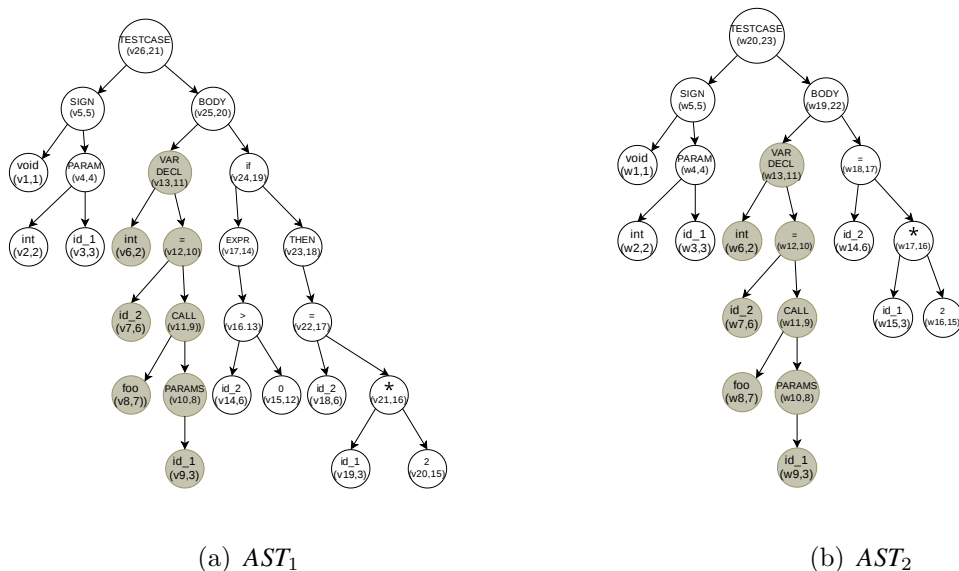 TESTCASE
(v26,21)
SIGN
(v5,5)
BODY
(v25,20)
void
(v1,1)
PARAM
(v4,4)
VAR
DECL
(v13,11)
if
(v24,19)
int
(v2,2)
id_1
(v3,3)
int
(v6,2)
=
(v12,10)
EXPR
(v17,14)
THEN
(v23,18)
id_2
(v7,6)
CALL
(v11,9))
>
(v16.13)
=
(v22,17)
foo
(v8,7))
PARAMS
(v10,8)
id_2
(v14,6)
0
(v15,12)
id_2
(v18,6)
*
(v21,16)
id_1
(v9,3)
id_1
(v19,3)
2
(v20,15)
(a) AST1
TESTCASE
(w20,23)
SIGN
(w5,5)
BODY
(w19,22)
void
(w1,1)
PARAM
(w4,4)
VAR
DECL
(w13,11)
=
(w18,17)
int
(w2,2)
id_1
(w3,3)
int
(w6,2)
=
(w12,10)
id_2
(w14.6)
*
(w17,16)
id_2
(w7,6)
CALL
(w11,9)
id_1
(w15,3)
2
(w16,15)
foo
(w8,7)
PARAMS
(w10,8)
id_1
(w9,3)
(b) AST2